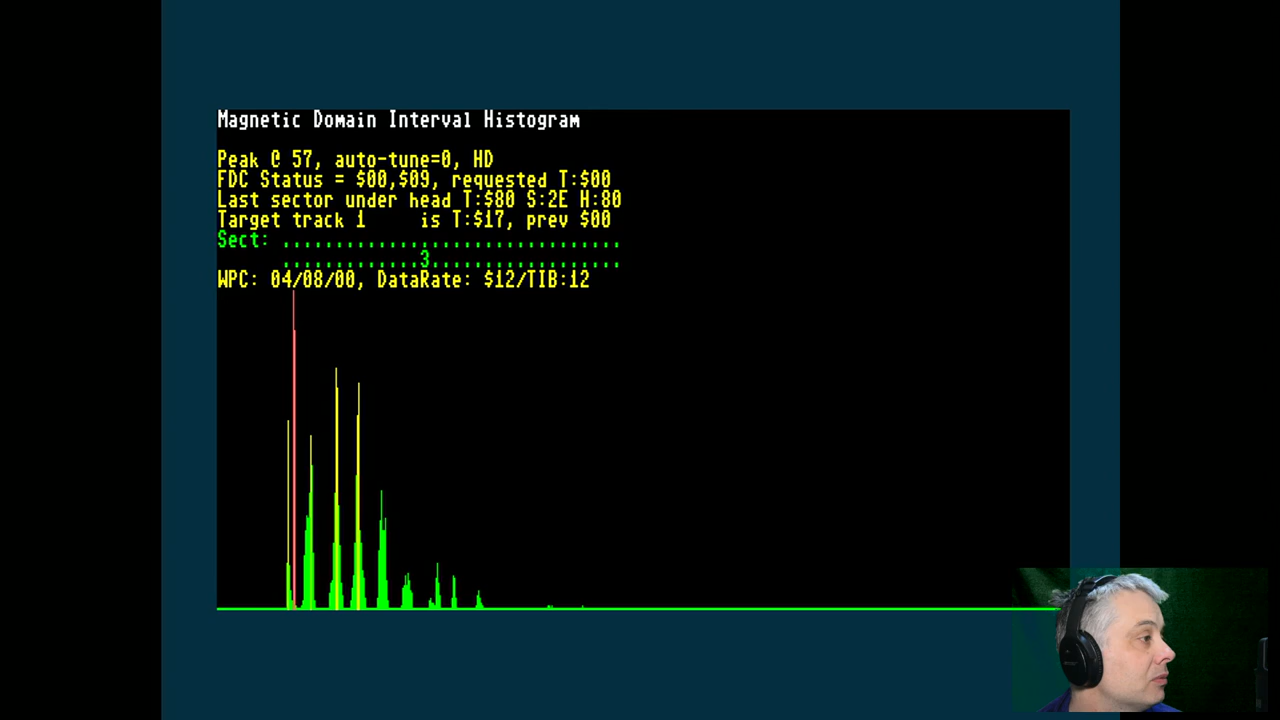 Magnetic Domain Interval Histogram
Peak @ 57, auto-tune=0, HD
FDC Status = $00,$09, requested T:$00
Last sector under head T:$80 S:2E H:80
Target track 1 is T:$17, prev $00
Sect: ................................
.............3..................
WPC: 04/08/00, DataRate: $12/TIB:12